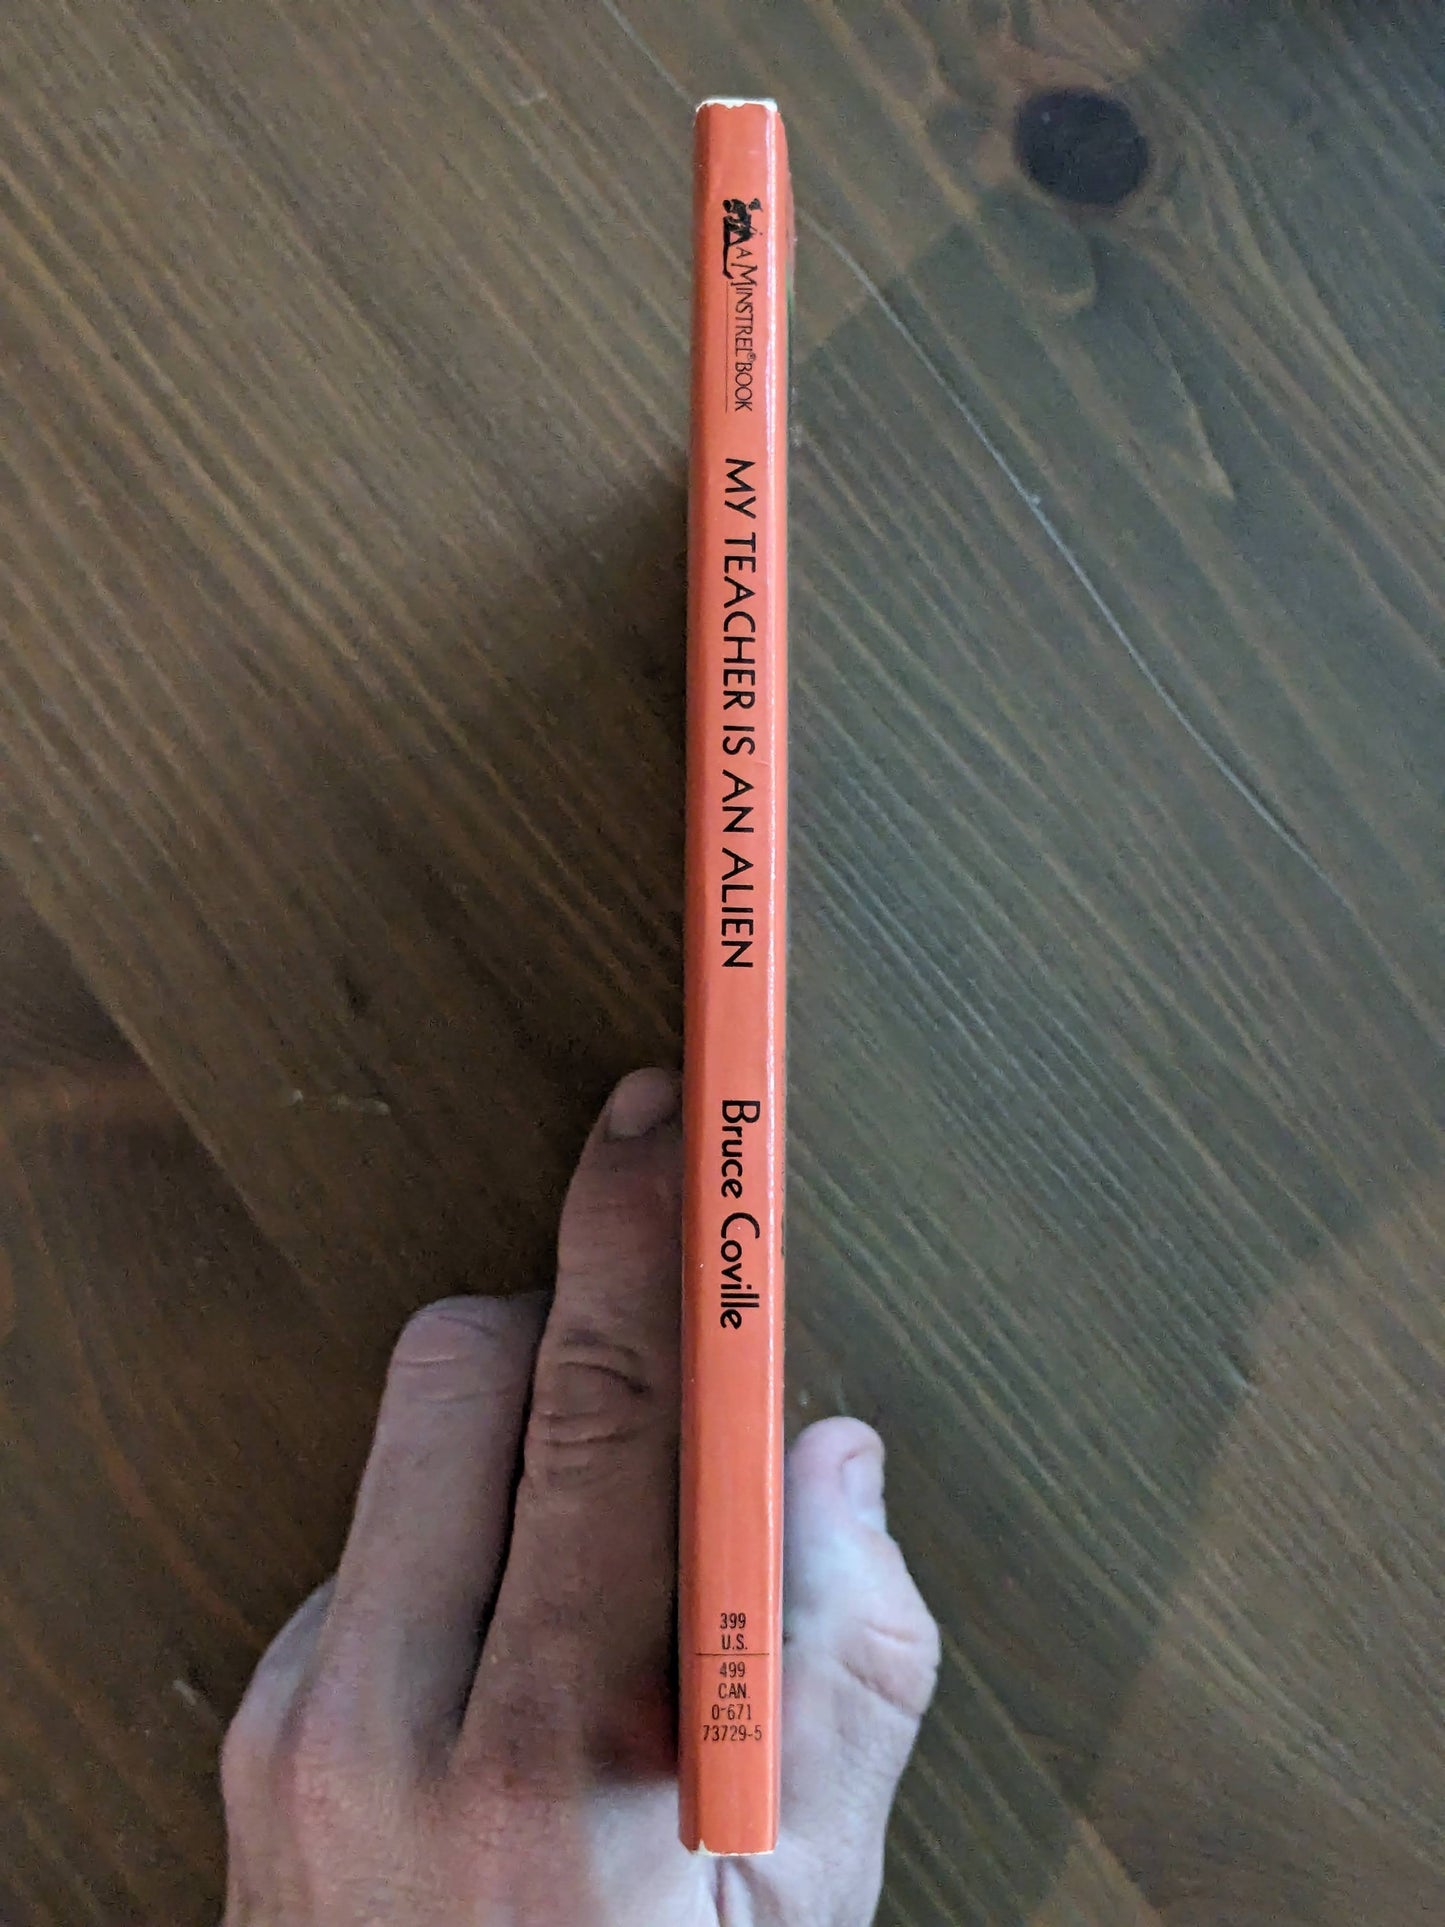 A MINSTREL® BOOK
MY TEACHER IS AN ALIEN
Bruce Coville
399
U.S.
499
CAN.
0-671
73729-5